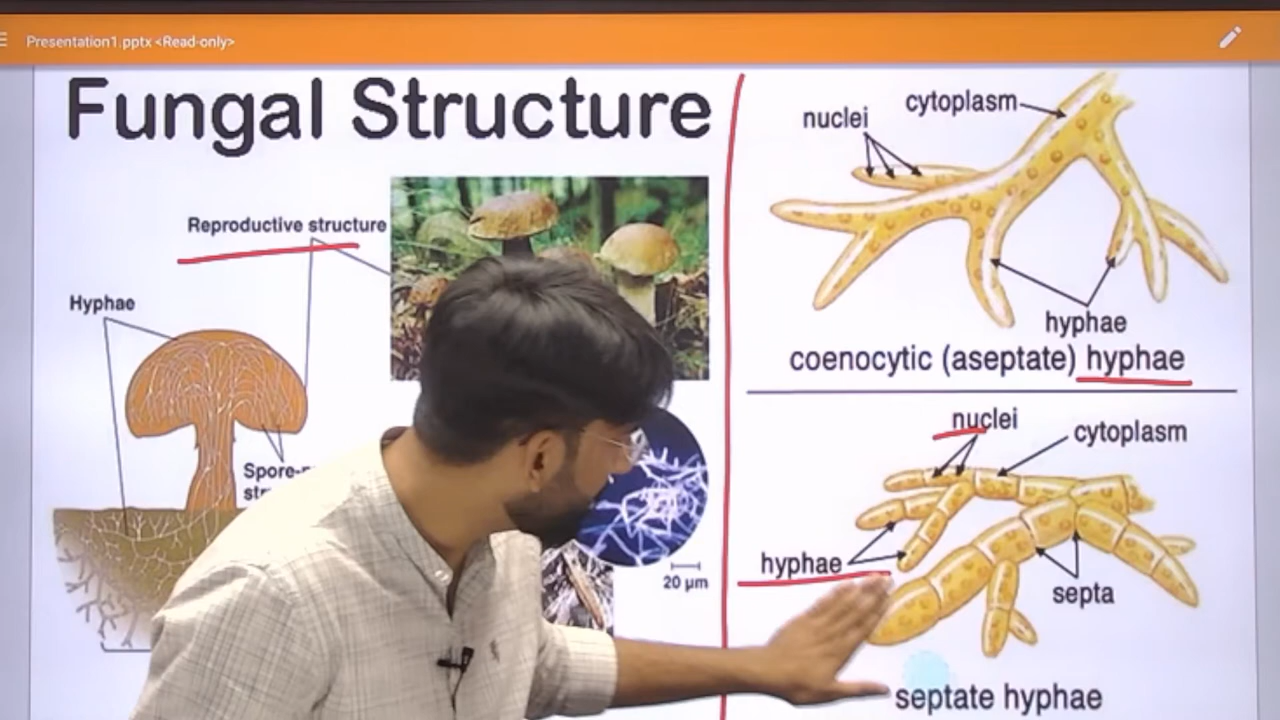 Presentation1.pptx <Read-only>
Fungal Structure
Reproductive structure
Hyphae
20 µm
nuclei
cytoplasm
hyphae
coenocytic (aseptate) hyphae
nuclei
cytoplasm
hyphae
septa
septate hyphae